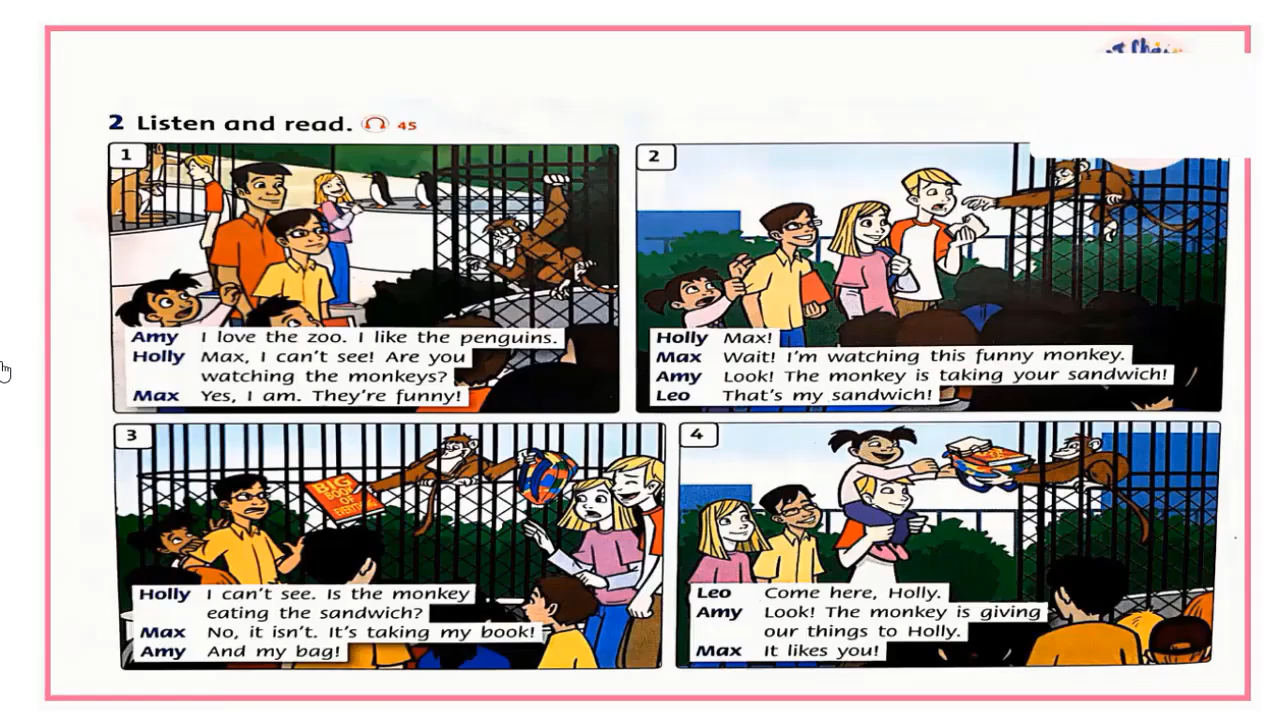 2 Listen and read. 45
1
Amy I love the zoo. I like the penguins.
Holly Max, I can't see! Are you
watching the monkeys?
Max Yes, I am. They're funny!
2
Holly Max!
Max Wait! I'm watching this funny monkey.
Amy Look! The monkey is taking your sandwich!
Leo That's my sandwich!
3
BIG
BOOK
OF
EVERYTHING
Holly I can't see. Is the monkey
eating the sandwich?
Max No, it isn't. It's taking my book!
Amy And my bag!
4
Leo Come here, Holly.
Amy Look! The monkey is giving
our things to Holly.
Max It likes you!